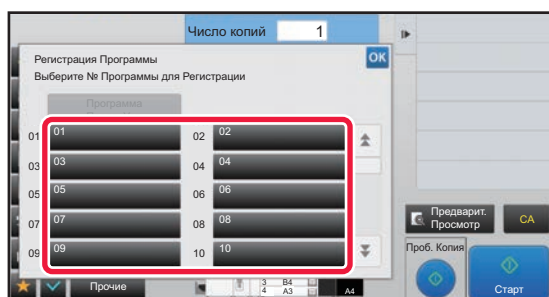 Число копий 1
Регистрация Программы
OK
Выберите № Программы для Регистрации
Программа
01 01 02 02
03 03 04 04
05 05 06 06
07 07 08 08
09 09 10 10
Предварит.
Просмотр
CA
Проб. Копия
Прочие
3 B4
4 A3
A4
Старт